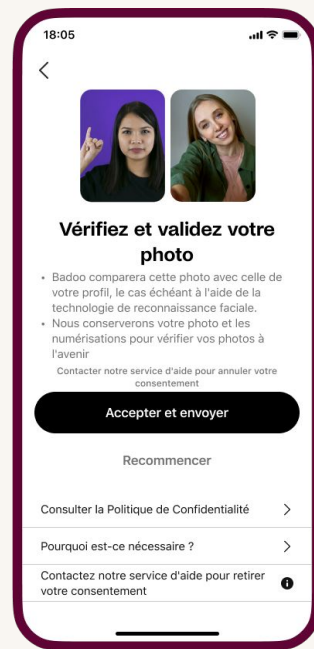 18:05
Vérifiez et validez votre
photo
• Badoo comparera cette photo avec celle de
votre profil, le cas échéant à l'aide de la
technologie de reconnaissance faciale.
• Nous conserverons votre photo et les
numérisations pour vérifier vos photos à
l'avenir
Contacter notre service d'aide pour annuler votre
consentement
Accepter et envoyer
Recommencer
Consulter la Politique de Confidentialité
Pourquoi est-ce nécessaire ?
Contactez notre service d'aide pour retirer
votre consentement